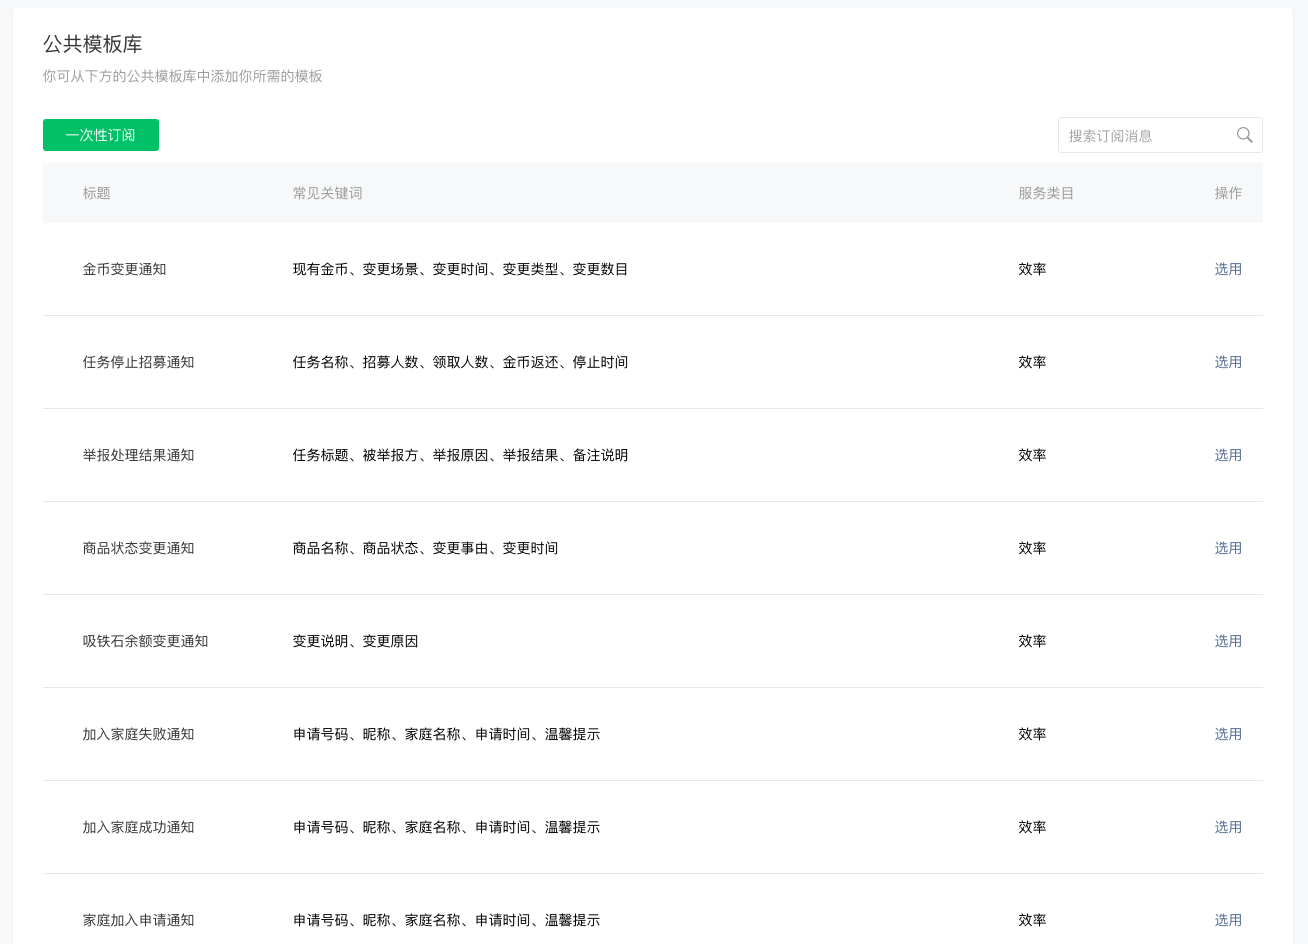 公共模板库
你可从下方的公共模板库中添加你所需的模板
一次性订阅
搜索订阅消息
标题 常见关键词 服务类目 操作
金币变更通知 现有金币、变更场景、变更时间、变更类型、变更数目 效率 选用
任务停止招募通知 任务名称、招募人数、领取人数、金币返还、停止时间 效率 选用
举报处理结果通知 任务标题、被举报方、举报原因、举报结果、备注说明 效率 选用
商品状态变更通知 商品名称、商品状态、变更事由、变更时间 效率 选用
吸铁石余额变更通知 变更说明、变更原因 效率 选用
加入家庭失败通知 申请号码、昵称、家庭名称、申请时间、温馨提示 效率 选用
加入家庭成功通知 申请号码、昵称、家庭名称、申请时间、温馨提示 效率 选用
家庭加入申请通知 申请号码、昵称、家庭名称、申请时间、温馨提示 效率 选用